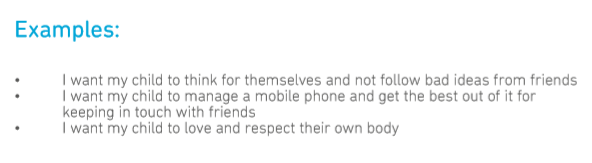 Examples:
• I want my child to think for themselves and not follow bad ideas from friends
• I want my child to manage a mobile phone and get the best out of it for
keeping in touch with friends
• I want my child to love and respect their own body